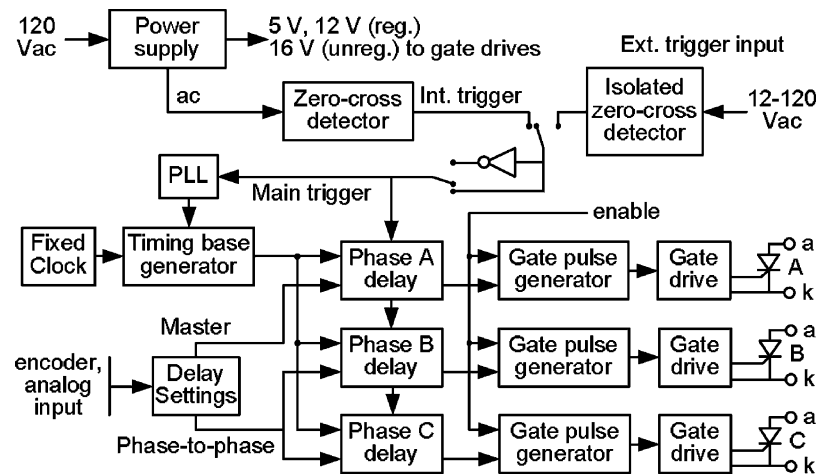 120
Vac
Power
supply
5 V, 12 V (reg.)
16 V (unreg.) to gate drives
Ext. trigger input
ac
Zero-cross
detector
Int. trigger
Isolated
zero-cross
detector
12-120
Vac
PLL
Main trigger
enable
Fixed
Clock
Timing base
generator
Phase A
delay
Gate pulse
generator
Gate
drive
a
A
k
Master
Phase B
delay
Gate pulse
generator
Gate
drive
a
B
k
encoder,
analog
input
Delay
Settings
Phase-to-phase
Phase C
delay
Gate pulse
generator
Gate
drive
a
C
k